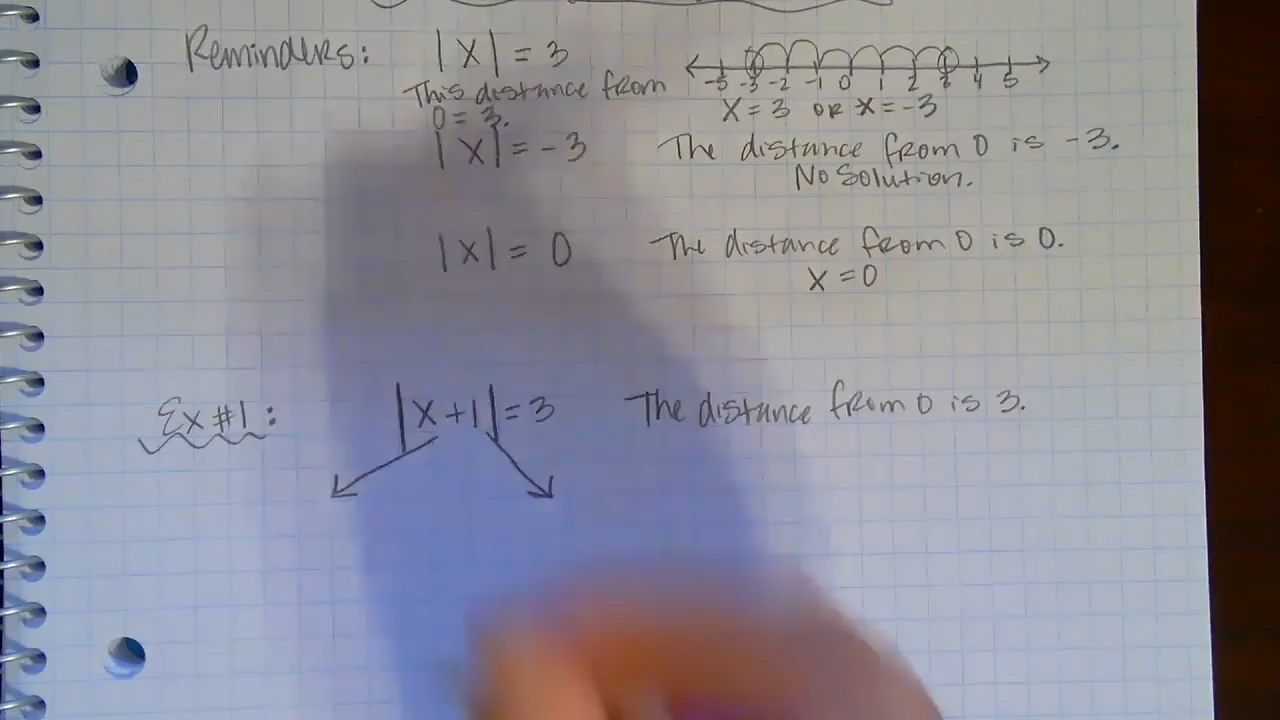 Reminders: |x| = 3
This distance from
0 = 3.
-5 -3 -2 -1 0 1 2 3 4 5
x = 3 or x = -3
|x| = -3 The distance from 0 is -3.
No Solution.
|x| = 0 The distance from 0 is 0.
x = 0
Ex #1: |x+1| = 3 The distance from 0 is 3.